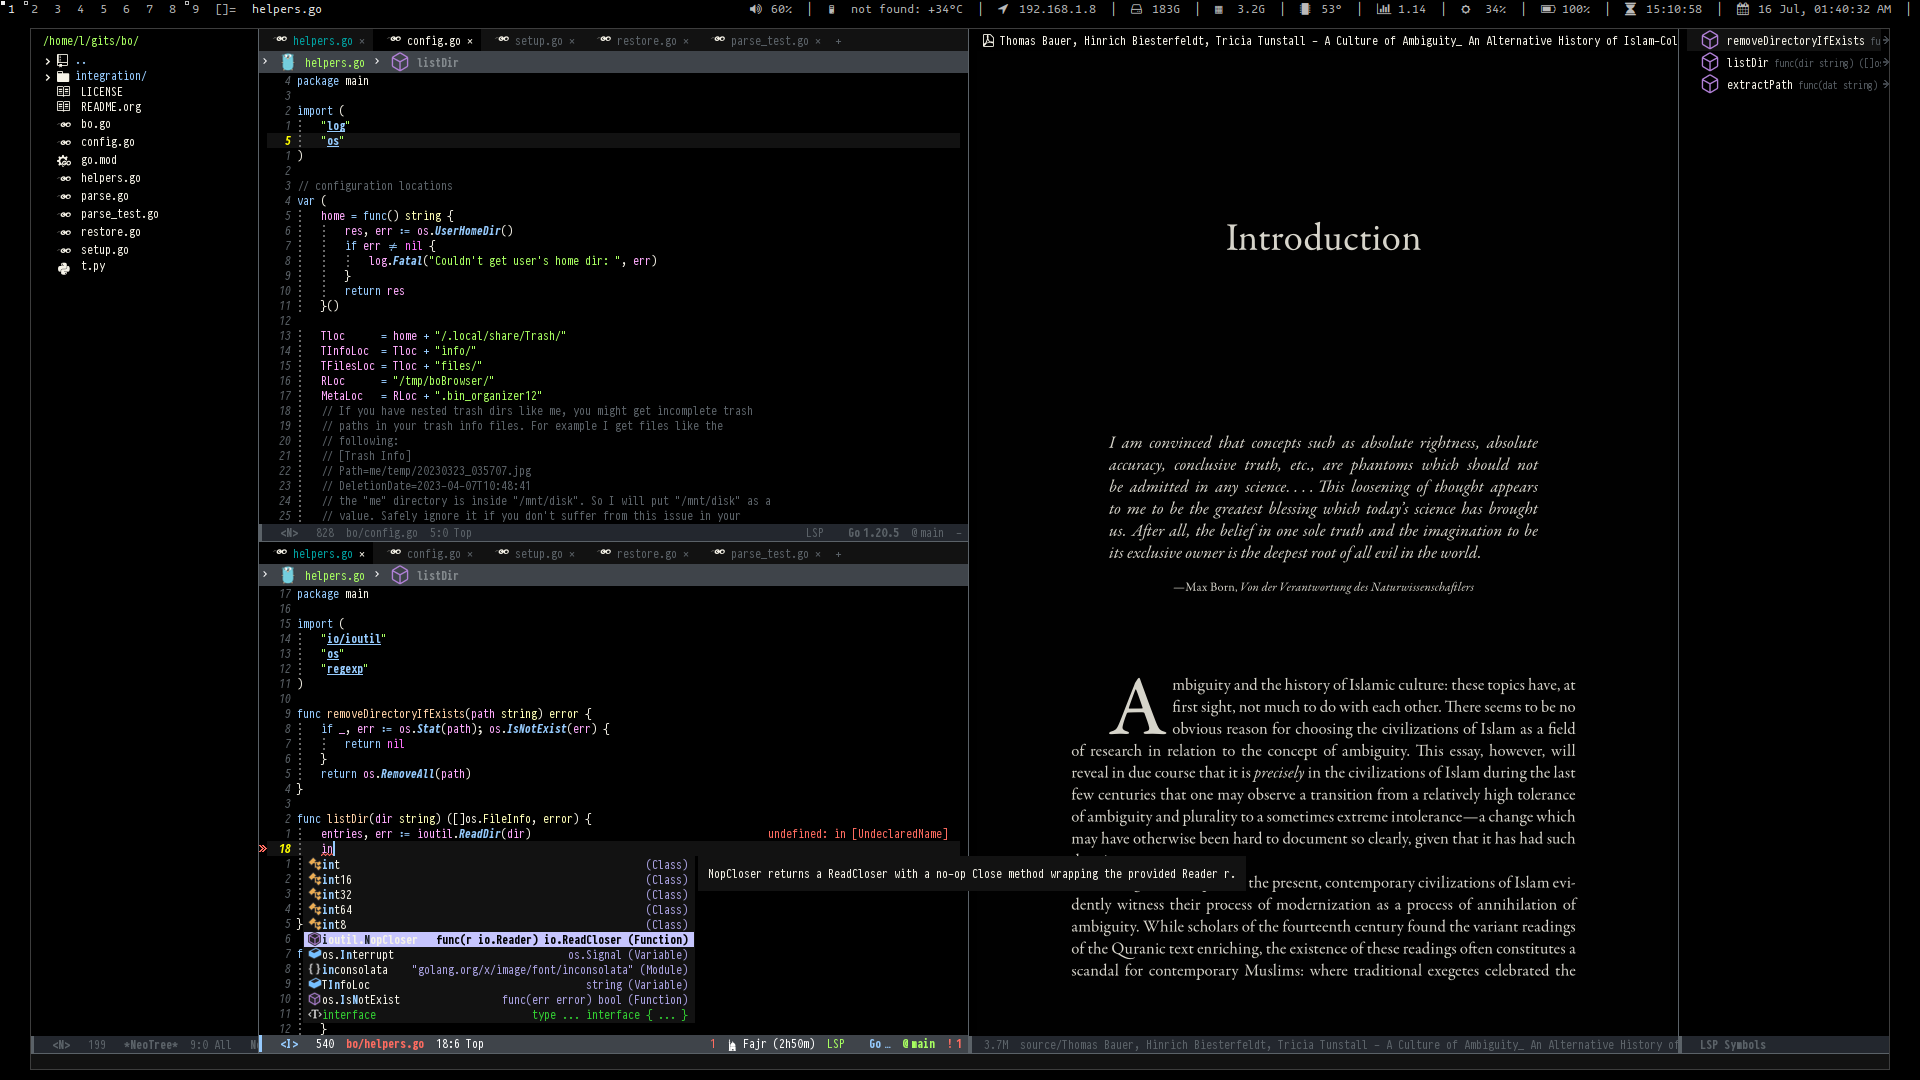 1 2 3 4 5 6 7 8 9 []= helpers.go
60% | not found: +34°C | 192.168.1.8 | 183G | 3.2G | 53° | 1.14 | 34% | 100% | 15:10:58 | 16 Jul, 01:40:32 AM |
/home/l/gits/bo/
..
integration/
LICENSE
README.org
bo.go
config.go
go.mod
helpers.go
parse.go
parse_test.go
restore.go
setup.go
t.py
<N> 199 *NeoTree* 9:0 All
helpers.go × config.go × setup.go × restore.go × parse_test.go × +
helpers.go › listDir
4 package main
3
2 import (
1 "log"
5 "os"
1 )
2
3 // configuration locations
4 var (
5 home = func() string {
6 res, err := os.UserHomeDir()
7 if err ≠ nil {
8 log.Fatal("Couldn't get user's home dir: ", err)
9 }
10 return res
11 }()
12
13 Tloc = home + "/.local/share/Trash/"
14 TInfoLoc = Tloc + "info/"
15 TFilesLoc = Tloc + "files/"
16 RLoc = "/tmp/boBrowser/"
17 MetaLoc = RLoc + ".bin_organizer12"
18 // If you have nested trash dirs like me, you might get incomplete trash
19 // paths in your trash info files. For example I get files like the
20 // following:
21 // [Trash Info]
22 // Path=me/temp/20230323_035707.jpg
23 // DeletionDate=2023-04-07T10:48:41
24 // the "me" directory is inside "/mnt/disk". So I will put "/mnt/disk" as a
25 // value. Safely ignore it if you don't suffer from this issue in your
<N> 828 bo/config.go 5:0 Top LSP Go 1.20.5 @main −
helpers.go × config.go × setup.go × restore.go × parse_test.go × +
helpers.go › listDir
17 package main
16
15 import (
14 "io/ioutil"
13 "os"
12 "regexp"
11 )
10
9 func removeDirectoryIfExists(path string) error {
8 if _, err := os.Stat(path); os.IsNotExist(err) {
7 return nil
6 }
5 return os.RemoveAll(path)
4 }
3
2 func listDir(dir string) ([]os.FileInfo, error) {
1 entries, err := ioutil.ReadDir(dir) undefined: in [UndeclaredName]
18 in
1 int (Class)
2 int16 (Class)
3 int32 (Class)
4 int64 (Class)
5 } int8 (Class)
6 ioutil.NopCloser func(r io.Reader) io.ReadCloser (Function)
7 f os.Interrupt os.Signal (Variable)
8 {} inconsolata "golang.org/x/image/font/inconsolata" (Module)
9 TInfoLoc string (Variable)
10 os.IsNotExist func(err error) bool (Function)
11 <T> interface type ... interface { ... }
12 }
NopCloser returns a ReadCloser with a no-op Close method wrapping the provided Reader r.
<I> 540 bo/helpers.go 18:6 Top 1 Fajr (2h50m) LSP Go … @main !1
Thomas Bauer, Hinrich Biesterfeldt, Tricia Tunstall - A Culture of Ambiguity_ An Alternative History of Islam-Col
Introduction
I am convinced that concepts such as absolute rightness, absolute
accuracy, conclusive truth, etc., are phantoms which should not
be admitted in any science. . . . This loosening of thought appears
to me to be the greatest blessing which today's science has brought
us. After all, the belief in one sole truth and the imagination to be
its exclusive owner is the deepest root of all evil in the world.
—Max Born, Von der Verantwortung des Naturwissenschaftlers
Ambiguity and the history of Islamic culture: these topics have, at
first sight, not much to do with each other. There seems to be no
obvious reason for choosing the civilizations of Islam as a field
of research in relation to the concept of ambiguity. This essay, however, will
reveal in due course that it is precisely in the civilizations of Islam during the last
few centuries that one may observe a transition from a relatively high tolerance
of ambiguity and plurality to a sometimes extreme intolerance—a change which
may have otherwise been hard to document so clearly, given that it has had such
the present, contemporary civilizations of Islam evi-
dently witness their process of modernization as a process of annihilation of
ambiguity. While scholars of the fourteenth century found the variant readings
of the Quranic text enriching, the existence of these readings often constitutes a
scandal for contemporary Muslims: where traditional exegetes celebrated the
3.7M source/Thomas Bauer, Hinrich Biesterfeldt, Tricia Tunstall - A Culture of Ambiguity_ An Alternative History of
removeDirectoryIfExists fu
listDir func(dir string) ([]o:
extractPath func(dat string)
LSP Symbols